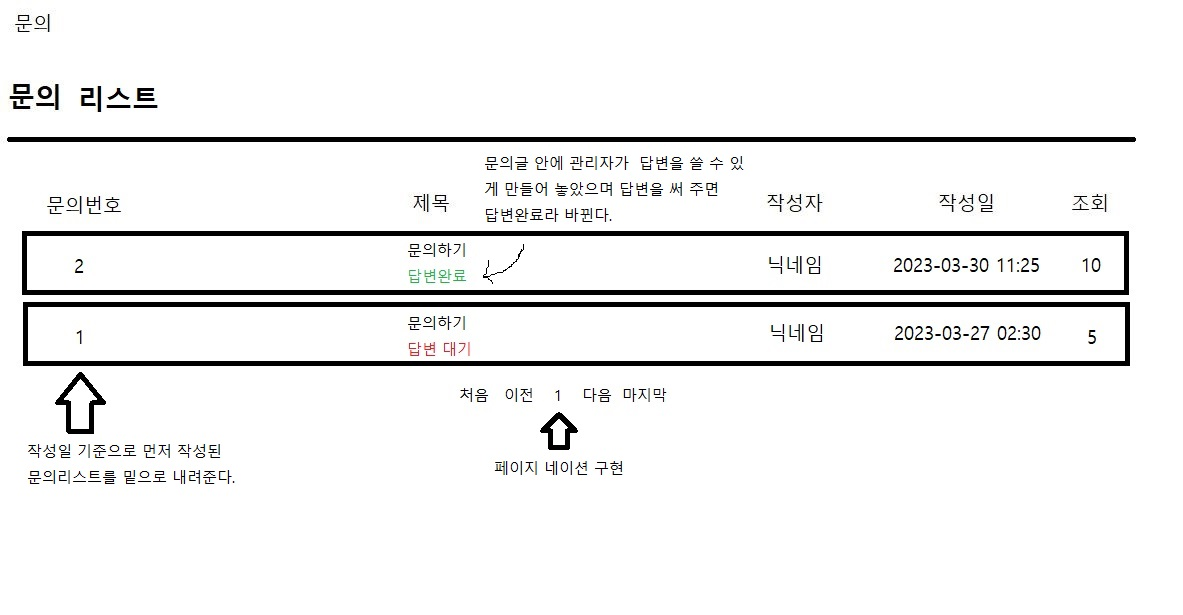 문의
문의 리스트
문의글 안에 관리자가 답변을 쓸 수 있
게 만들어 놓았으며 답변을 써 주면
답변완료라 바뀐다.
문의번호 제목 작성자 작성일 조회
2 문의하기 닉네임 2023-03-30 11:25 10
답변완료
1 문의하기 닉네임 2023-03-27 02:30 5
답변 대기
처음 이전 1 다음 마지막
작성일 기준으로 먼저 작성된
문의리스트를 밑으로 내려준다.
페이지 네이션 구현